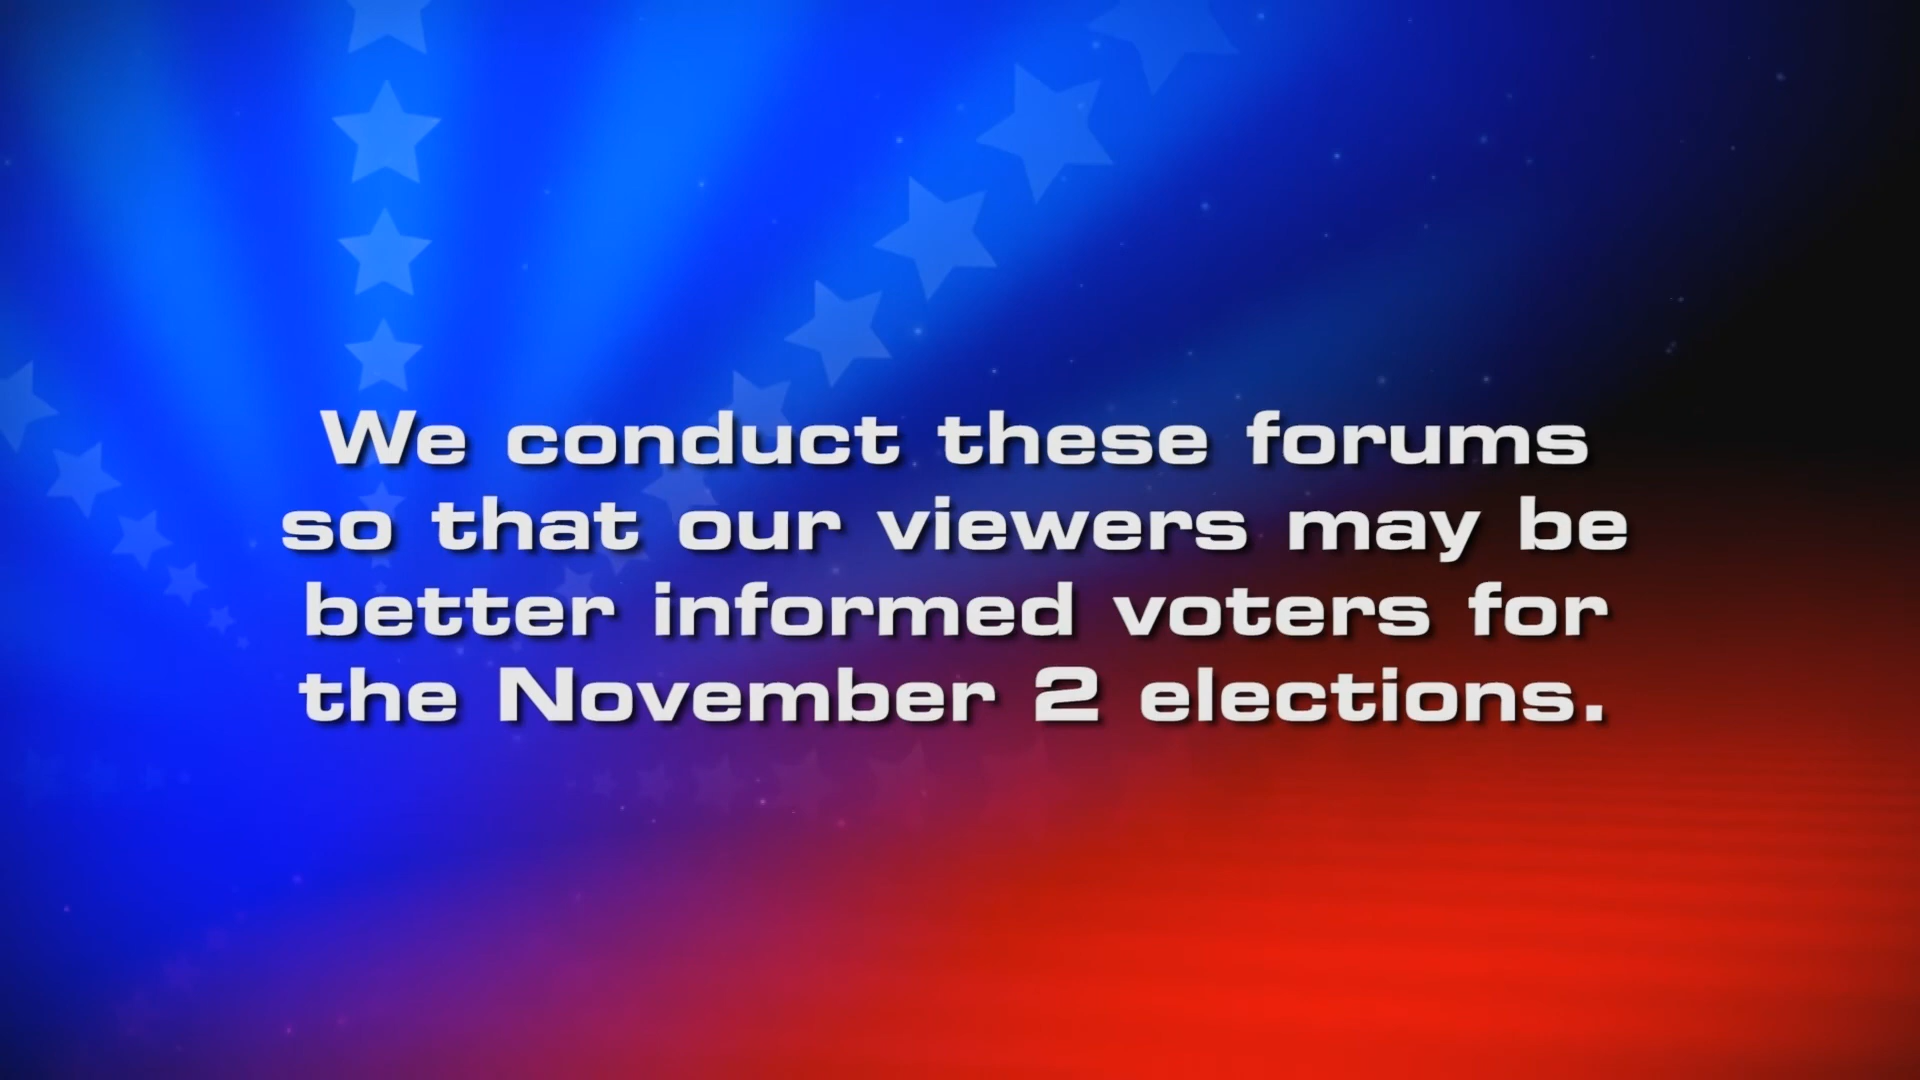 We conduct these forums
so that our viewers may be
better informed voters for
the November 2 elections.